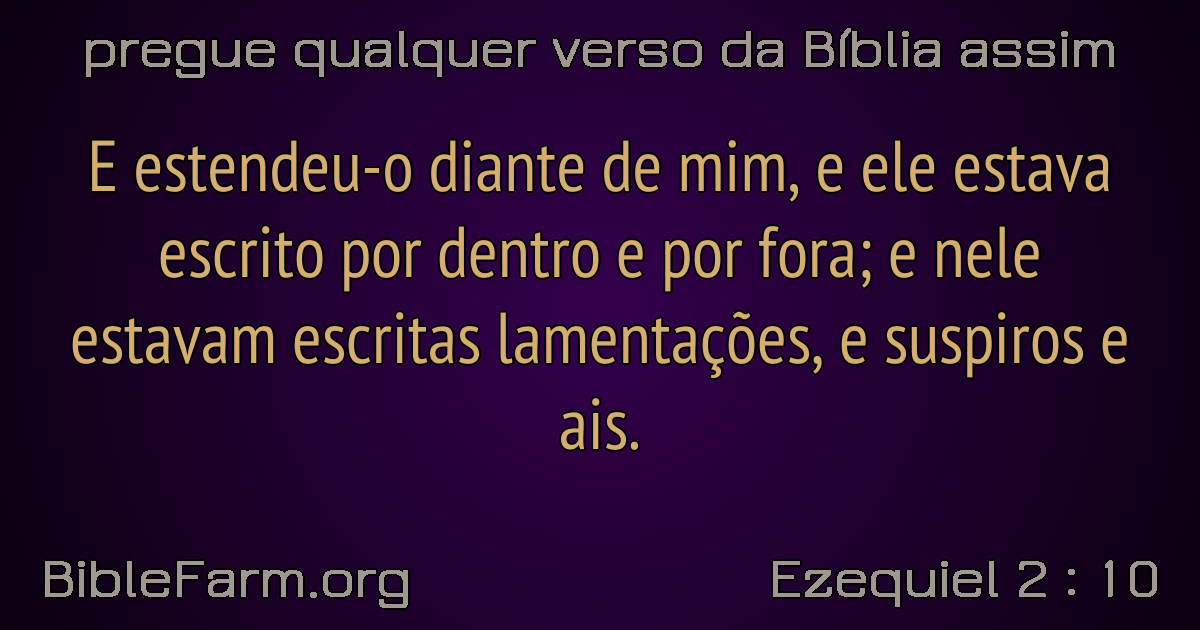 pregue qualquer verso da Bíblia assim
E estendeu-o diante de mim, e ele estava
escrito por dentro e por fora; e nele
estavam escritas lamentações, e suspiros e
ais.
BibleFarm.org
Ezequiel 2 : 10